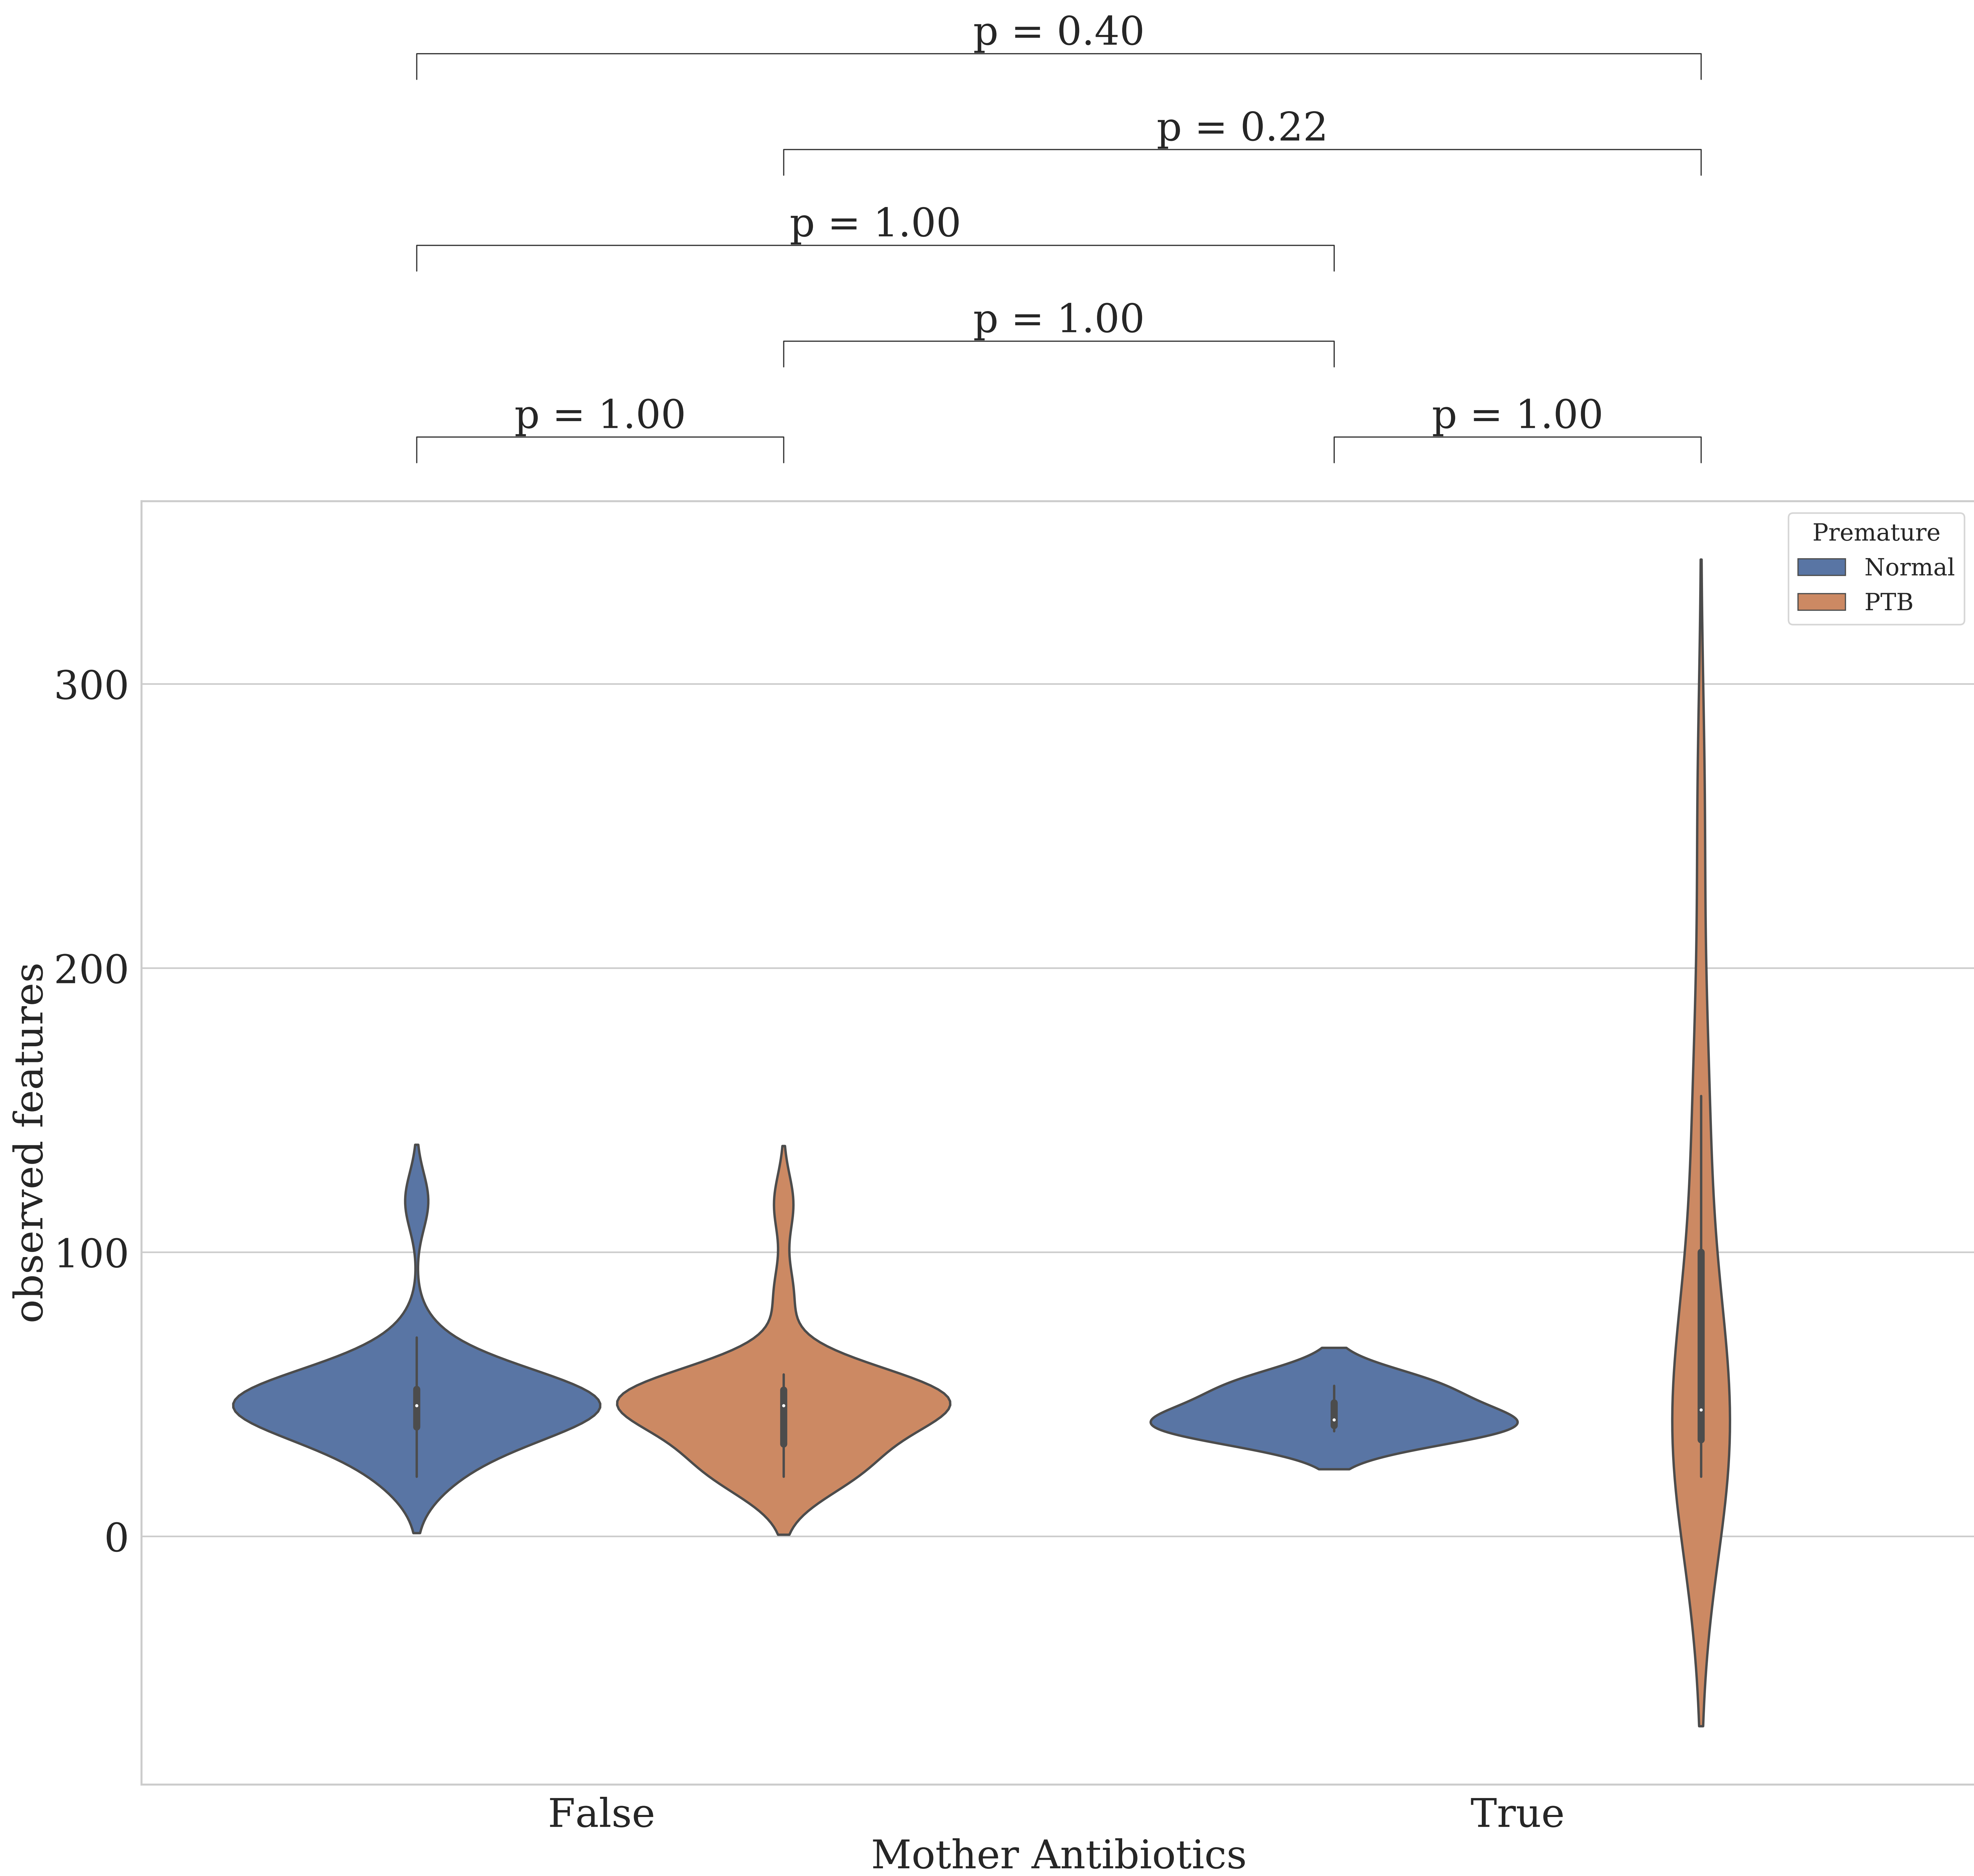 p = 0.40
p = 0.22
p = 1.00
p = 1.00
p = 1.00
p = 1.00
Premature
Normal
PTB
300
200
100
0
observed features
False
True
Mother Antibiotics